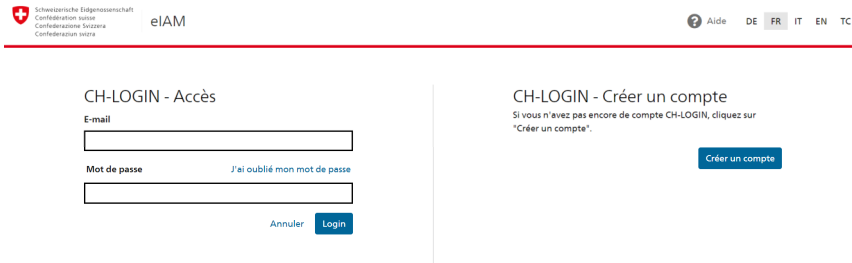 Schweizerische Eidgenossenschaft
Confédération suisse
Confederazione Svizzera
Confederaziun svizra
eIAM
Aide
DE FR IT EN TC
CH-LOGIN - Accès
E-mail
Mot de passe
J'ai oublié mon mot de passe
Annuler
Login
CH-LOGIN - Créer un compte
Si vous n'avez pas encore de compte CH-LOGIN, cliquez sur
"Créer un compte".
Créer un compte